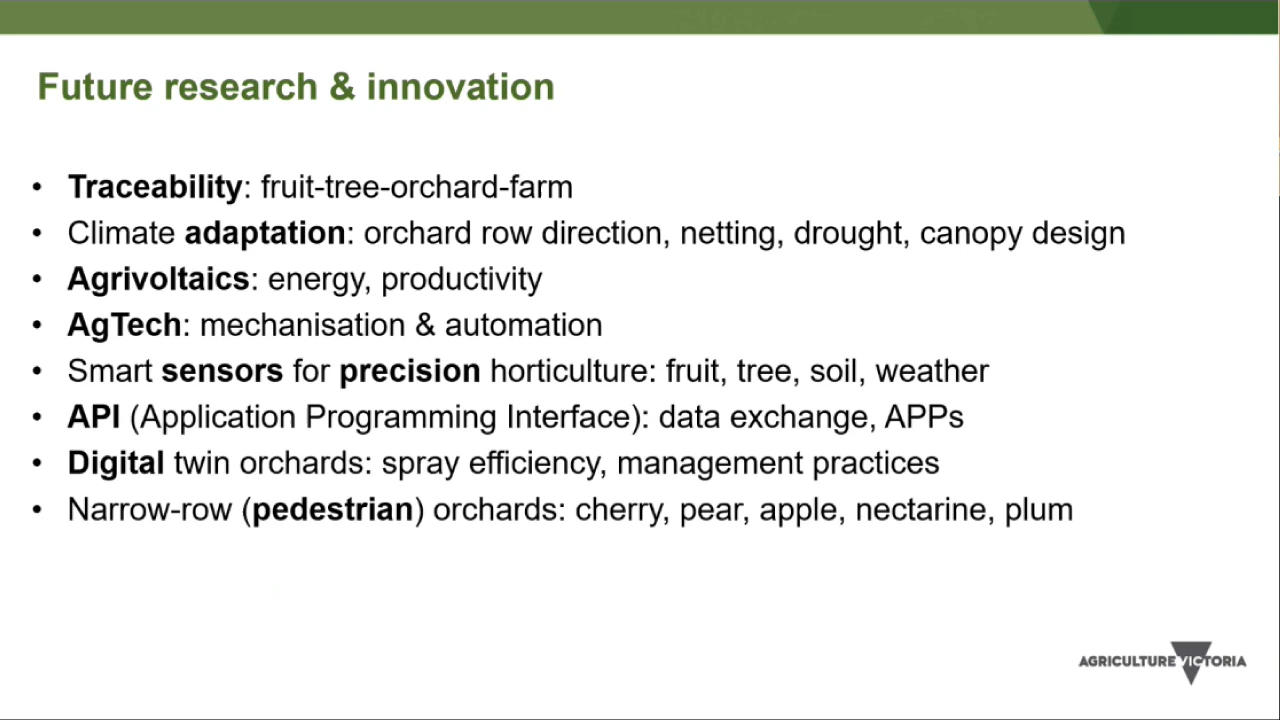 Future research & innovation
• Traceability: fruit-tree-orchard-farm
• Climate adaptation: orchard row direction, netting, drought, canopy design
• Agrivoltaics: energy, productivity
• AgTech: mechanisation & automation
• Smart sensors for precision horticulture: fruit, tree, soil, weather
• API (Application Programming Interface): data exchange, APPs
• Digital twin orchards: spray efficiency, management practices
• Narrow-row (pedestrian) orchards: cherry, pear, apple, nectarine, plum
AGRICULTURE VICTORIA